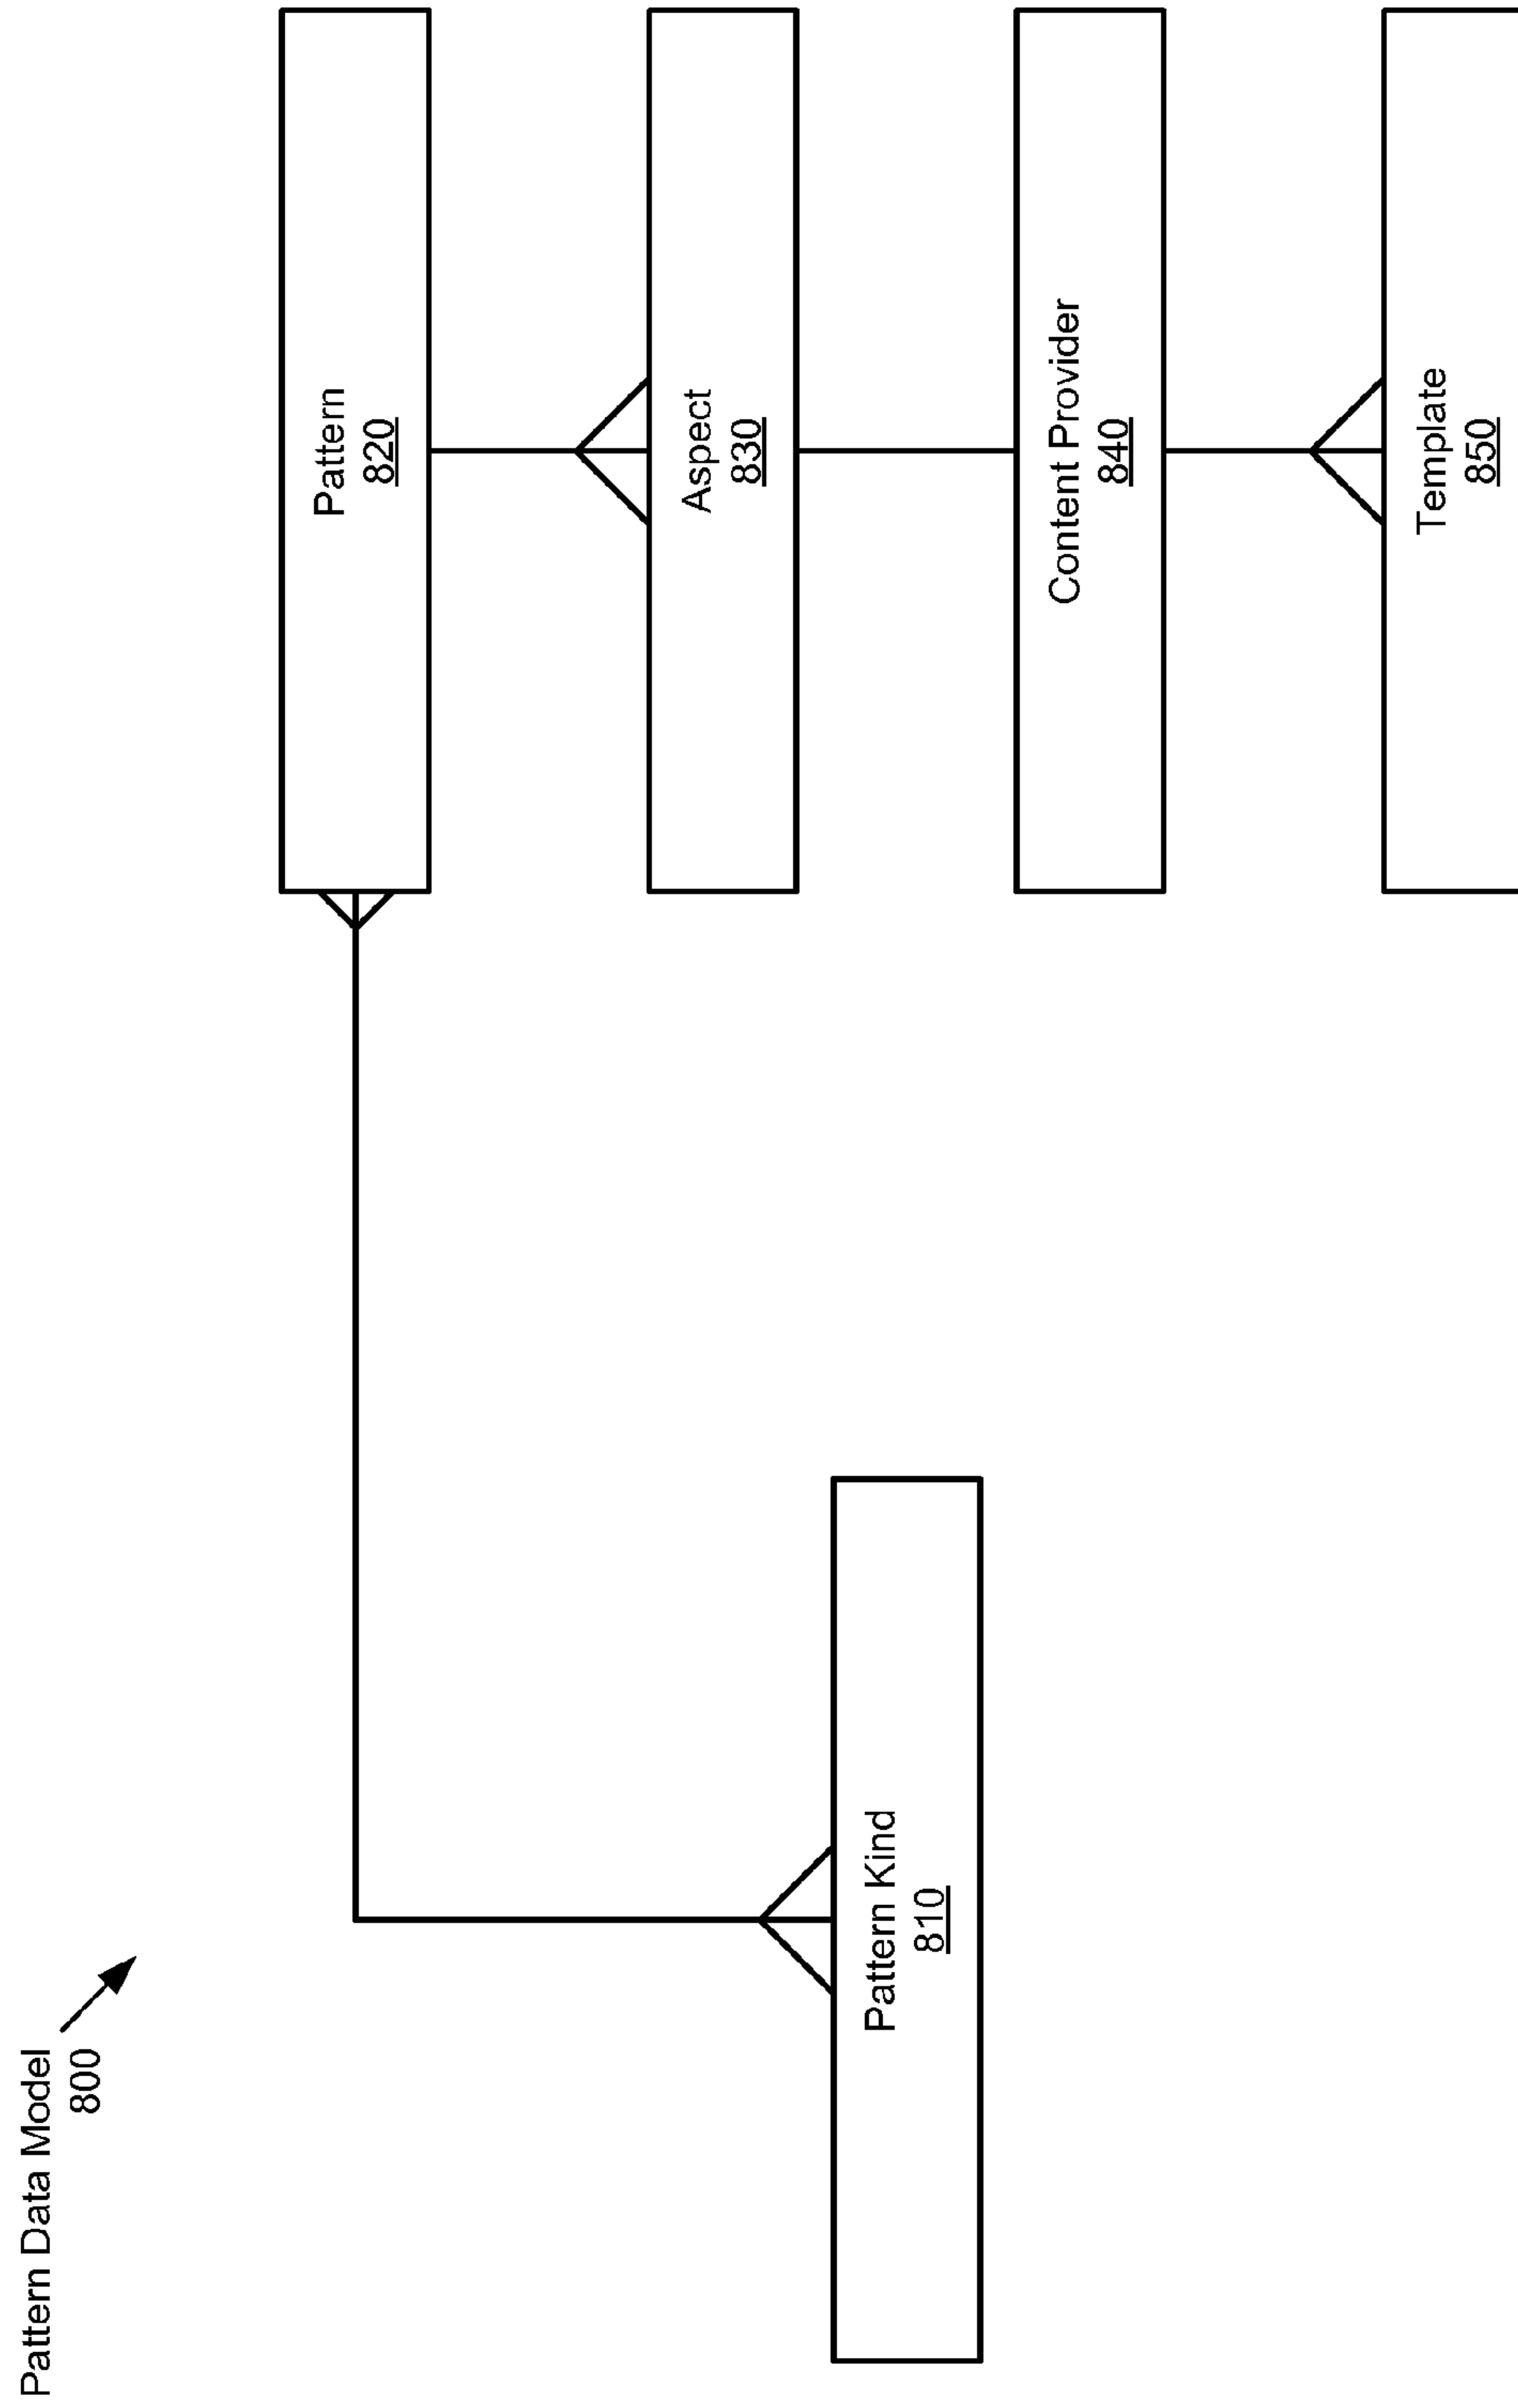 Pattern Data Model
800
Pattern Kind
810
Pattern
820
Aspect
830
Content Provider
840
Template
850